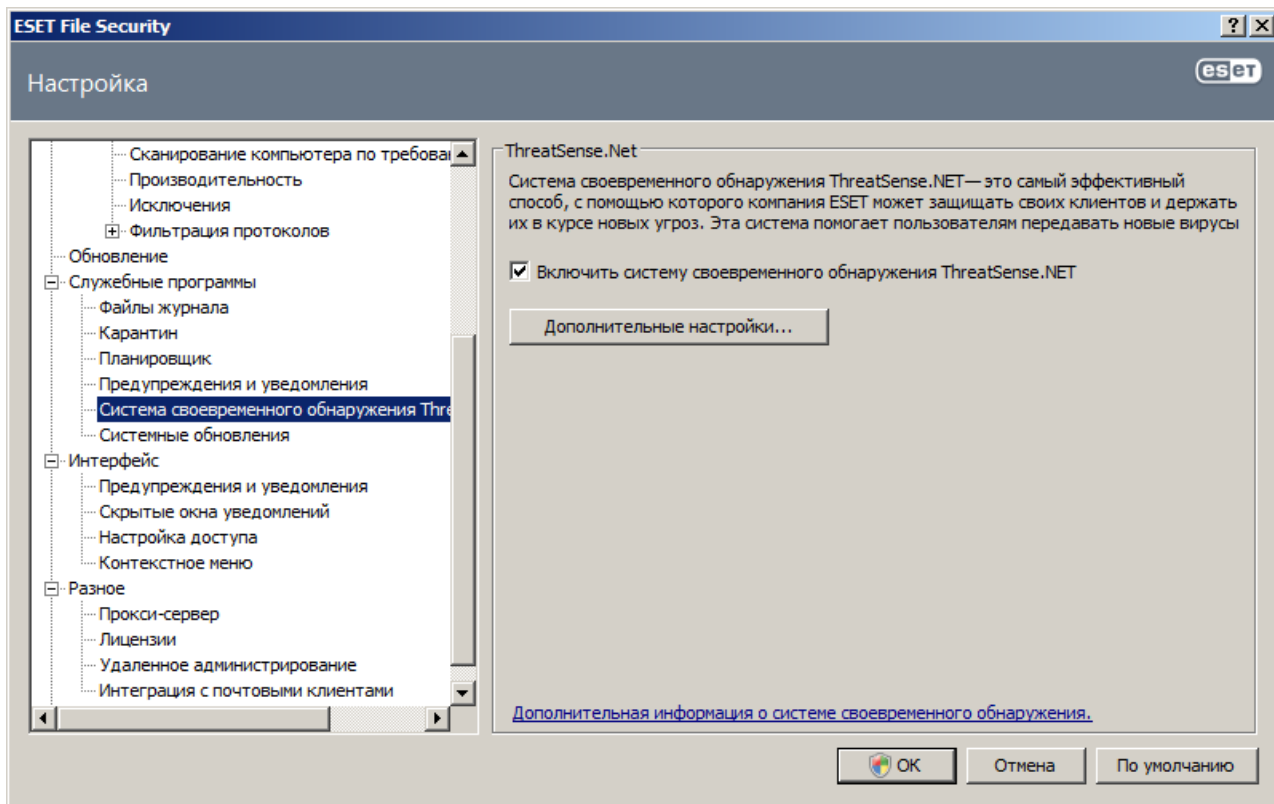 ESET File Security
Настройка
eset
Сканирование компьютера по требова
Производительность
Исключения
Фильтрация протоколов
Обновление
Служебные программы
Файлы журнала
Карантин
Планировщик
Предупреждения и уведомления
Система своевременного обнаружения Thre
Системные обновления
Интерфейс
Предупреждения и уведомления
Скрытые окна уведомлений
Настройка доступа
Контекстное меню
Разное
Прокси-сервер
Лицензии
Удаленное администрирование
Интеграция с почтовыми клиентами
ThreatSense.Net
Система своевременного обнаружения ThreatSense.NET— это самый эффективный
способ, с помощью которого компания ESET может защищать своих клиентов и держать
их в курсе новых угроз. Эта система помогает пользователям передавать новые вирусы
Включить систему своевременного обнаружения ThreatSense.NET
Дополнительные настройки...
Дополнительная информация о системе своевременного обнаружения.
OK
Отмена
По умолчанию